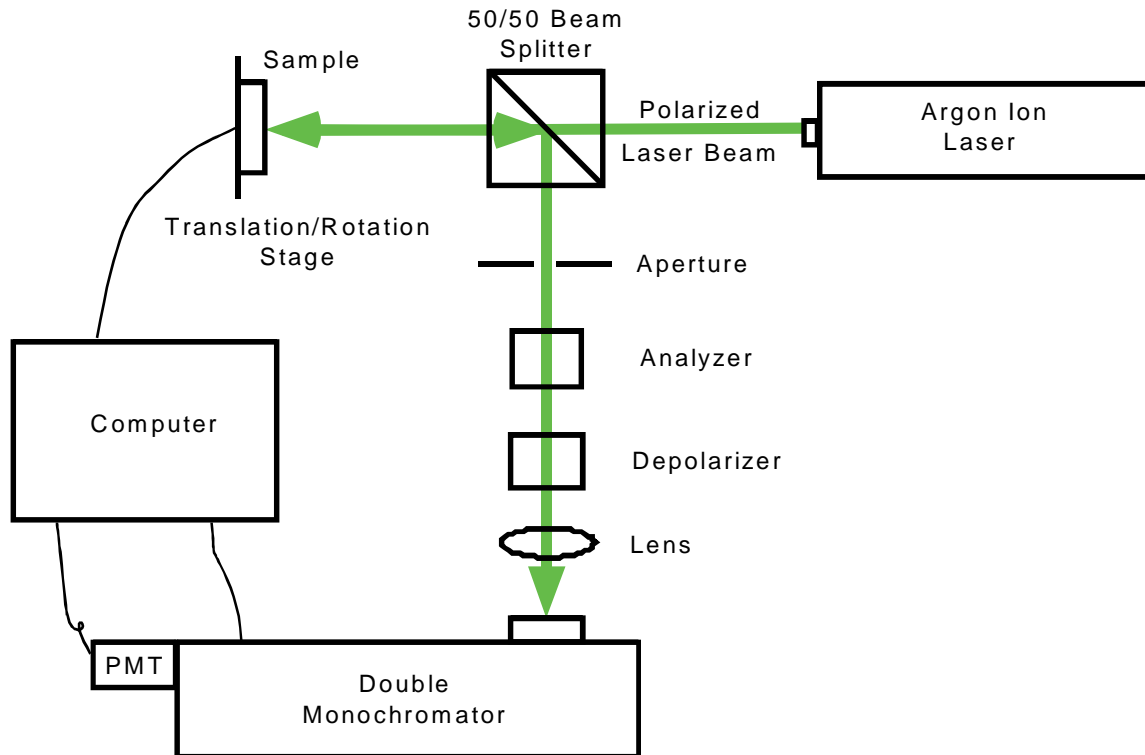 50/50 Beam
Splitter
Sample
Polarized
Laser Beam
Argon Ion
Laser
Translation/Rotation
Stage
Aperture
Analyzer
Computer
Depolarizer
Lens
PMT
Double
Monochromator